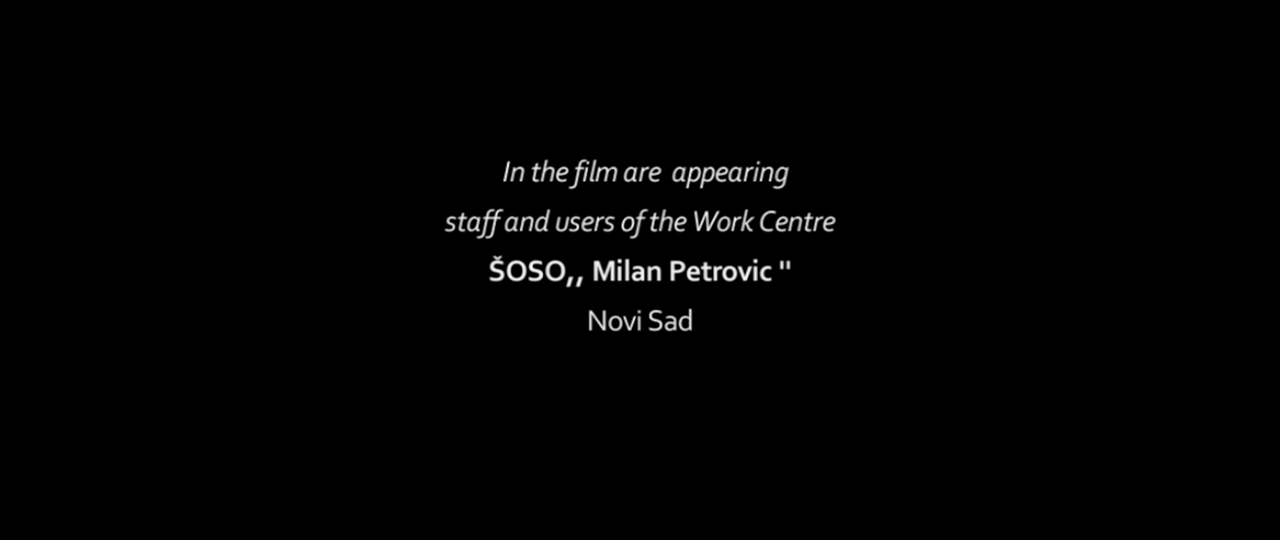 In the film are appearing
staff and users of the Work Centre
ŠOSO,, Milan Petrovic "
Novi Sad